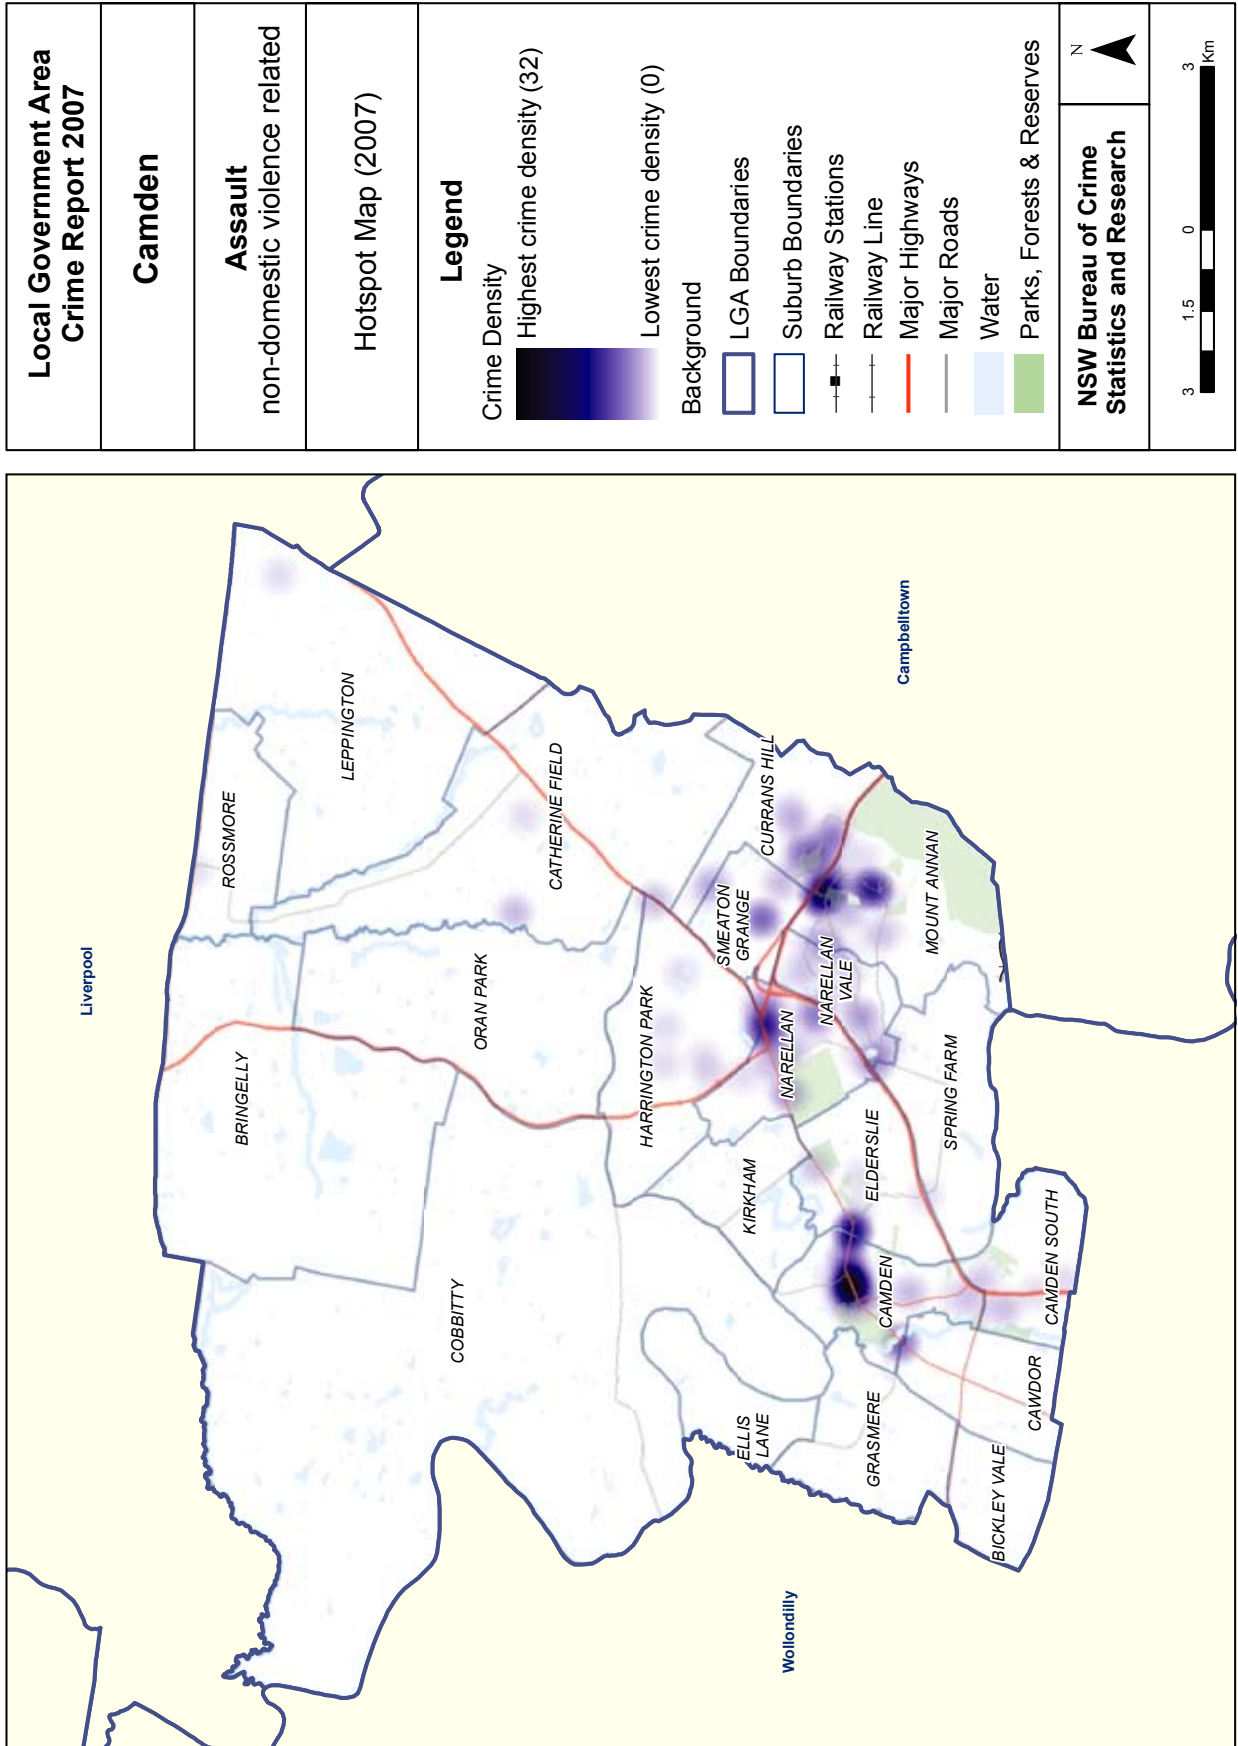 Local Government Area
Crime Report 2007
Camden
Assault
non-domestic violence related
Hotspot Map (2007)
Legend
Crime Density
Highest crime density (32)
Lowest crime density (0)
Background
LGA Boundaries
Suburb Boundaries
Railway Stations
Railway Line
Major Highways
Major Roads
Water
Parks, Forests & Reserves
NSW Bureau of Crime
Statistics and Research
N
3 1.5 0 3
Km
Liverpool
Campbelltown
Wollondilly
ROSSMORE
LEPPINGTON
BRINGELLY
CATHERINE FIELD
ORAN PARK
COBBITTY
HARRINGTON PARK
CURRANS HILL
SMEATON
GRANGE
NARELLAN
NARELLAN
VALE
MOUNT ANNAN
KIRKHAM
ELDERSLIE
SPRING FARM
CAMDEN
CAMDEN SOUTH
ELLIS
LANE
GRASMERE
CAWDOR
BICKLEY VALE